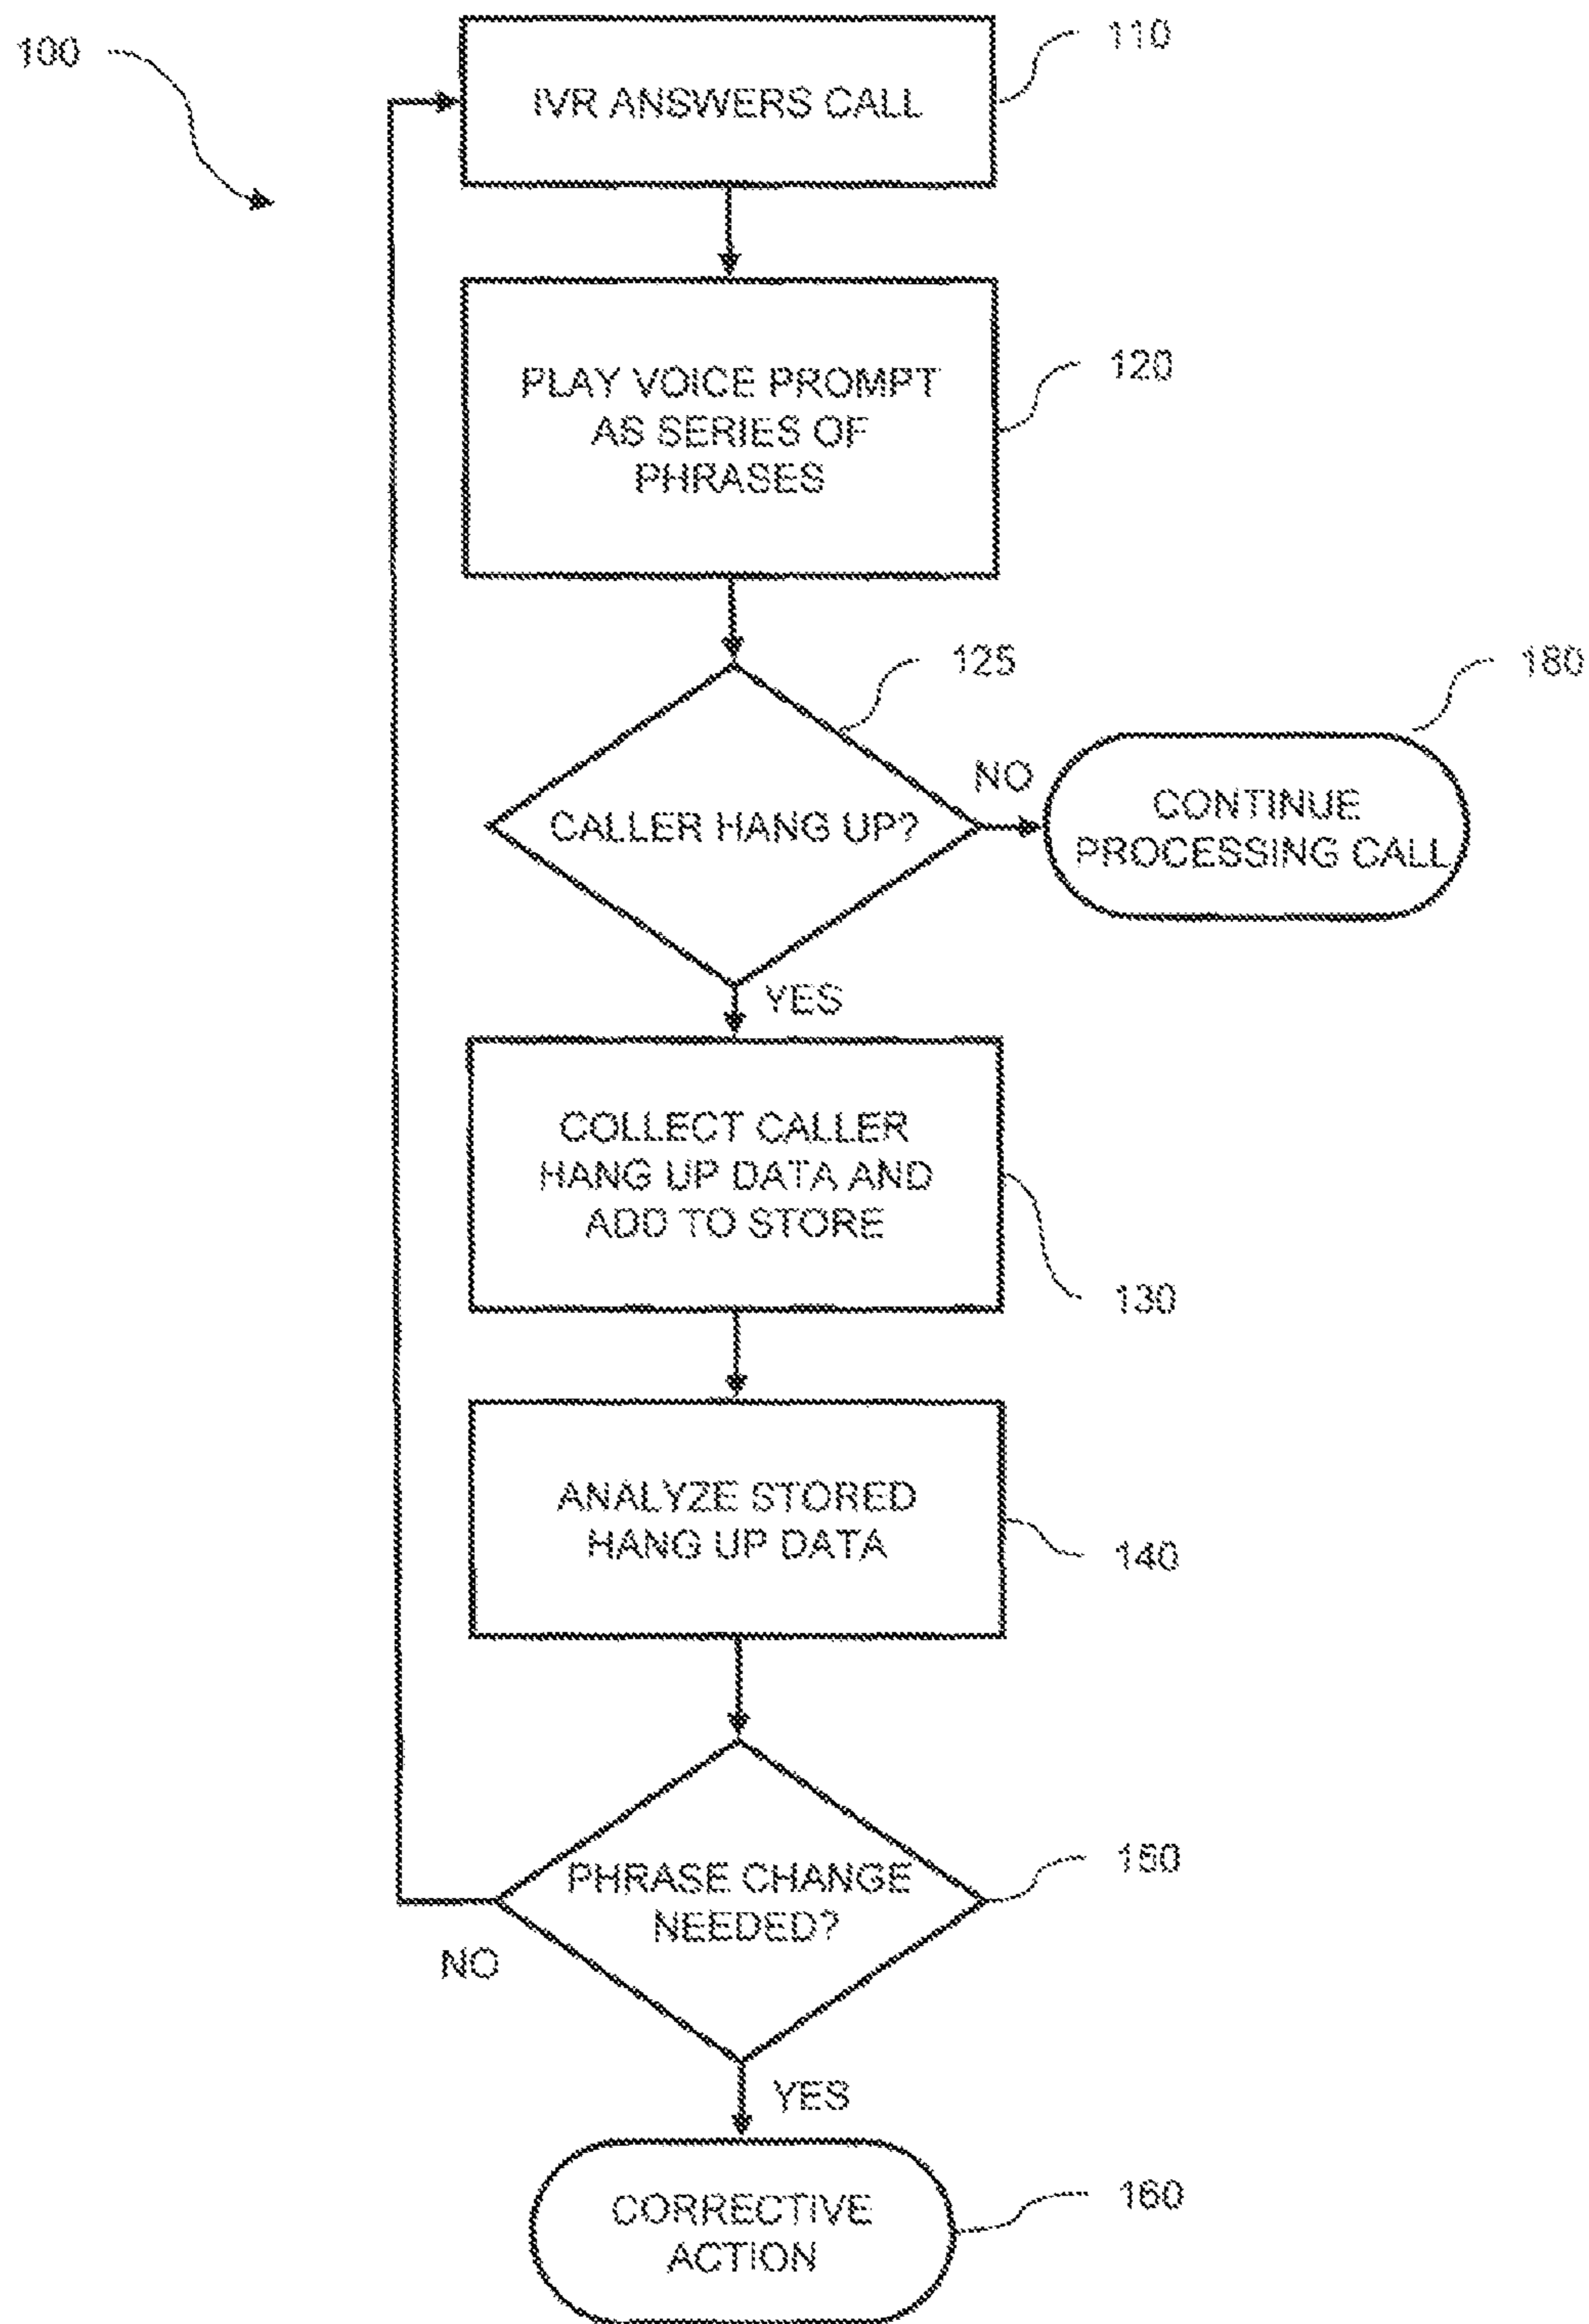 100
110
IVR ANSWERS CALL
120
PLAY VOICE PROMPT
AS SERIES OF
PHRASES
125
180
CALLER HANG UP?
NO
CONTINUE
PROCESSING CALL
YES
COLLECT CALLER
HANG UP DATA AND
ADD TO STORE
130
ANALYZE STORED
HANG UP DATA
140
150
PHRASE CHANGE
NEEDED?
NO
YES
160
CORRECTIVE
ACTION